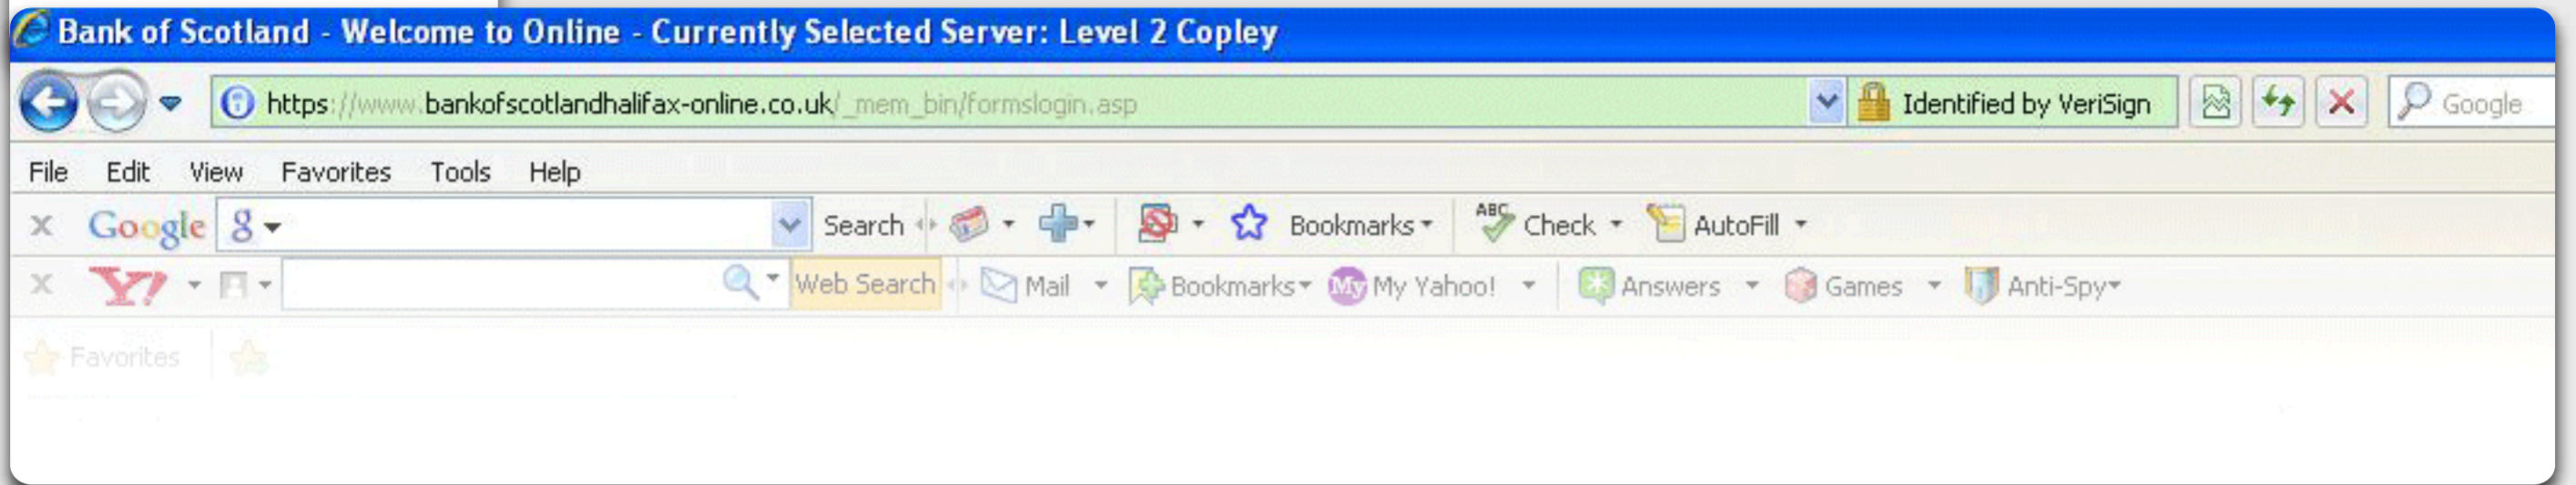 Bank of Scotland - Welcome to Online - Currently Selected Server: Level 2 Copley
https://www.bankofscotlandhalifax-online.co.uk/_mem_bin/formslogin.asp Identified by VeriSign Google
File Edit View Favorites Tools Help
x Google g Search Bookmarks ABC Check AutoFill
x Y! Web Search Mail Bookmarks My My Yahoo! Answers Games Anti-Spy
Favorites